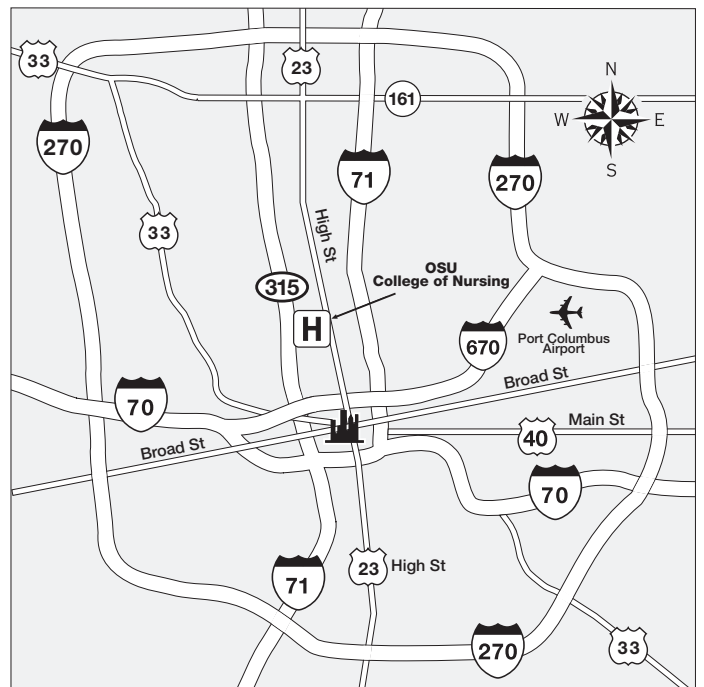 33
23
161
N
W
E
S
270
71
270
33
High St
OSU
College of Nursing
315
H
670
Port Columbus
Airport
Broad St
70
Main St
40
Broad St
70
23
High St
71
270
33